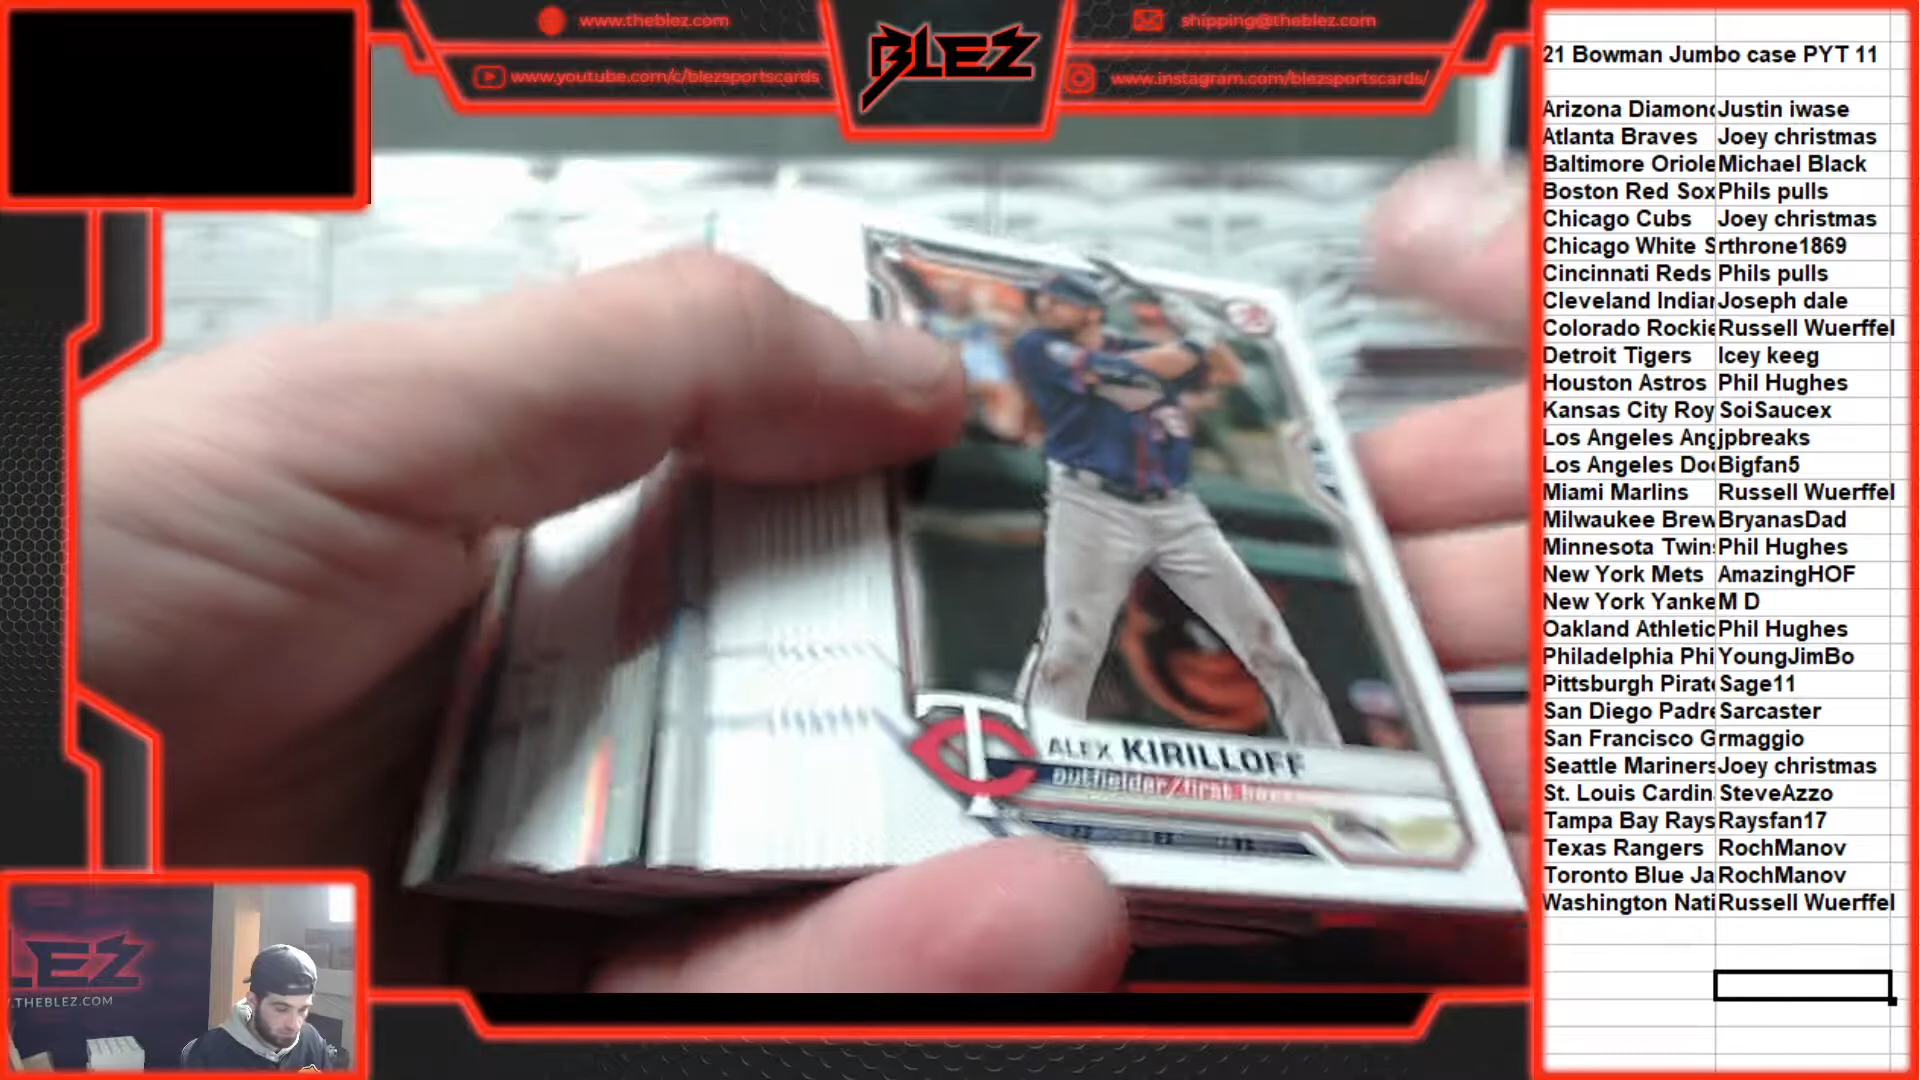 www.theblez.com
shipping@theblez.com
BLEZ
www.youtube.com/c/blezsportscards
www.instagram.com/blezsportscards/
21 Bowman Jumbo case PYT 11
Arizona Diamond Justin iwase
Atlanta Braves Joey christmas
Baltimore Oriole Michael Black
Boston Red Sox Phils pulls
Chicago Cubs Joey christmas
Chicago White S rthrone1869
Cincinnati Reds Phils pulls
Cleveland Indian Joseph dale
Colorado Rockie Russell Wuerffel
Detroit Tigers Icey keeg
Houston Astros Phil Hughes
Kansas City Roy SoiSaucex
Los Angeles Ang jpbreaks
Los Angeles Do Bigfan5
Miami Marlins Russell Wuerffel
Milwaukee Brew BryanasDad
Minnesota Twins Phil Hughes
New York Mets AmazingHOF
New York Yanke M D
Oakland Athletic Phil Hughes
Philadelphia Phi YoungJimBo
Pittsburgh Pirat Sage11
San Diego Padre Sarcaster
San Francisco G rmaggio
Seattle Mariners Joey christmas
St. Louis Cardin SteveAzzo
Tampa Bay Rays Raysfan17
Texas Rangers RochManov
Toronto Blue Ja RochManov
Washington Nati Russell Wuerffel
TC
ALEX KIRILLOFF
outfielder/first
LEZ
.THEBLEZ.COM